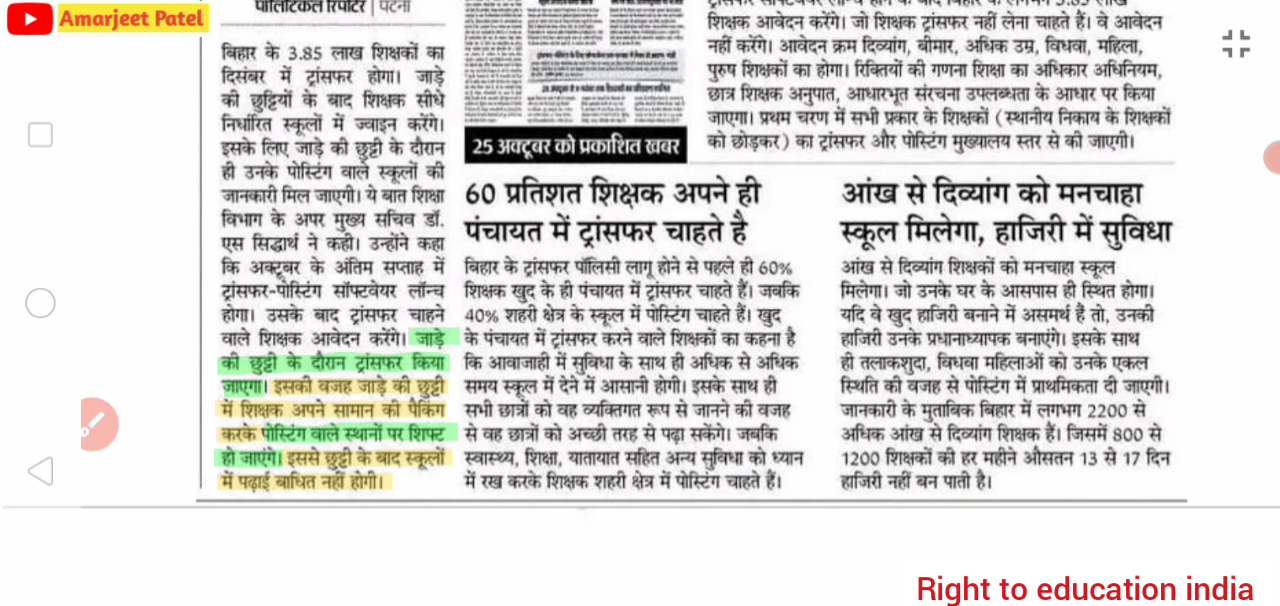 Amarjeet Patel
पॉलिटिकल रिपोर्टर | पटना
बिहार के 3.85 लाख शिक्षकों का
दिसंबर में ट्रांसफर होगा। जाड़े
की छुट्टियों के बाद शिक्षक सीधे
निर्धारित स्कूलों में ज्वाइन करेंगे।
इसके लिए जाड़े की छुट्टी के दौरान
ही उनके पोस्टिंग वाले स्कूलों की
जानकारी मिल जाएगी। ये बात शिक्षा
विभाग के अपर मुख्य सचिव डॉ.
एस सिद्धार्थ ने कही। उन्होंने कहा
कि अक्टूबर के अंतिम सप्ताह में
ट्रांसफर-पोस्टिंग सॉफ्टवेयर लॉन्च
होगा। उसके बाद ट्रांसफर चाहने
वाले शिक्षक आवेदन करेंगे। जाड़े
की छुट्टी के दौरान ट्रांसफर किया
जाएगा। इसकी वजह जाड़े की छुट्टी
में शिक्षक अपने सामान की पैकिंग
करके पोस्टिंग वाले स्थानों पर शिफ्ट
हो जाएंगे। इससे छुट्टी के बाद स्कूलों
में पढ़ाई बाधित नहीं होगी।
25 अक्टूबर को प्रकाशित खबर
शिक्षक आवेदन करेंगे। जो शिक्षक ट्रांसफर नहीं लेना चाहते हैं। वे आवेदन
नहीं करेंगे। आवेदन क्रम दिव्यांग, बीमार, अधिक उम्र, विधवा, महिला,
पुरुष शिक्षकों का होगा। रिक्तियों की गणना शिक्षा का अधिकार अधिनियम,
छात्र शिक्षक अनुपात, आधारभूत संरचना उपलब्धता के आधार पर किया
जाएगा। प्रथम चरण में सभी प्रकार के शिक्षकों (स्थानीय निकाय के शिक्षकों
को छोड़कर) का ट्रांसफर और पोस्टिंग मुख्यालय स्तर से की जाएगी।
60 प्रतिशत शिक्षक अपने ही
पंचायत में ट्रांसफर चाहते है
बिहार के ट्रांसफर पॉलिसी लागू होने से पहले ही 60%
शिक्षक खुद के ही पंचायत में ट्रांसफर चाहते हैं। जबकि
40% शहरी क्षेत्र के स्कूल में पोस्टिंग चाहते हैं। खुद
के पंचायत में ट्रांसफर करने वाले शिक्षकों का कहना है
कि आवाजाही में सुविधा के साथ ही अधिक से अधिक
समय स्कूल में देने में आसानी होगी। इसके साथ ही
सभी छात्रों को वह व्यक्तिगत रूप से जानने की वजह
से वह छात्रों को अच्छी तरह से पढ़ा सकेंगे। जबकि
स्वास्थ्य, शिक्षा, यातायात सहित अन्य सुविधा को ध्यान
में रख करके शिक्षक शहरी क्षेत्र में पोस्टिंग चाहते हैं।
आंख से दिव्यांग को मनचाहा
स्कूल मिलेगा, हाजिरी में सुविधा
आंख से दिव्यांग शिक्षकों को मनचाहा स्कूल
मिलेगा। जो उनके घर के आसपास ही स्थित होगा।
यदि वे खुद हाजिरी बनाने में असमर्थ हैं तो, उनकी
हाजिरी उनके प्रधानाध्यापक बनाएंगे। इसके साथ
ही तलाकशुदा, विधवा महिलाओं को उनके एकल
स्थिति की वजह से पोस्टिंग में प्राथमिकता दी जाएगी।
जानकारी के मुताबिक बिहार में लगभग 2200 से
अधिक आंख से दिव्यांग शिक्षक हैं। जिसमें 800 से
1200 शिक्षकों की हर महीने औसतन 13 से 17 दिन
हाजिरी नहीं बन पाती है।
Right to education india